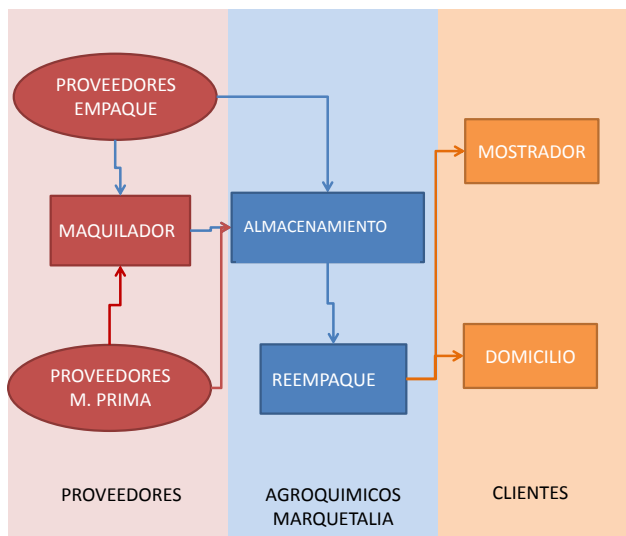 PROVEEDORES
EMPAQUE
MAQUILADOR
PROVEEDORES
M. PRIMA
ALMACENAMIENTO
REEMPAQUE
MOSTRADOR
DOMICILIO
PROVEEDORES
AGROQUIMICOS
MARQUETALIA
CLIENTES